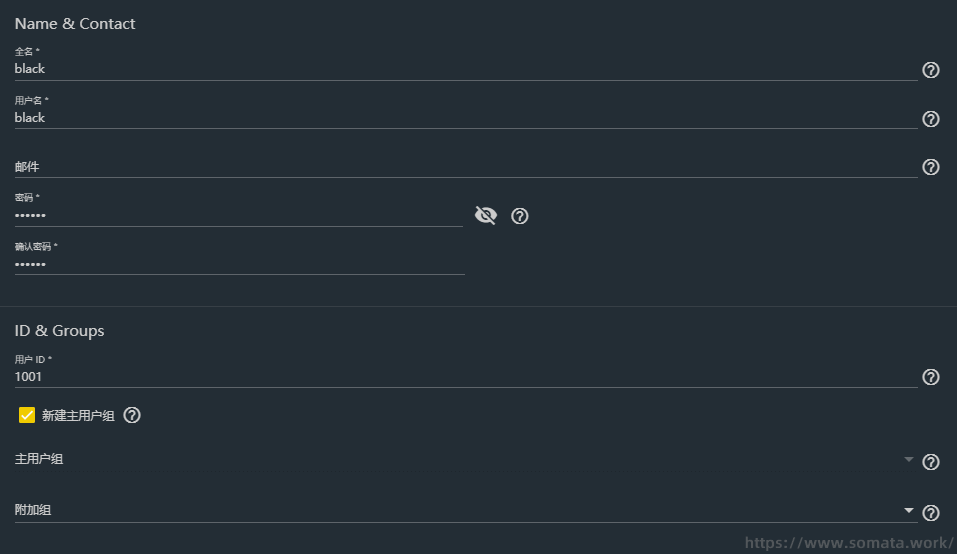 Name & Contact
全名 *
black
用户名 *
black
邮件
密码 *
••••••
确认密码 *
••••••
ID & Groups
用户 ID *
1001
新建主用户组
主用户组
附加组
https://www.somata.work/